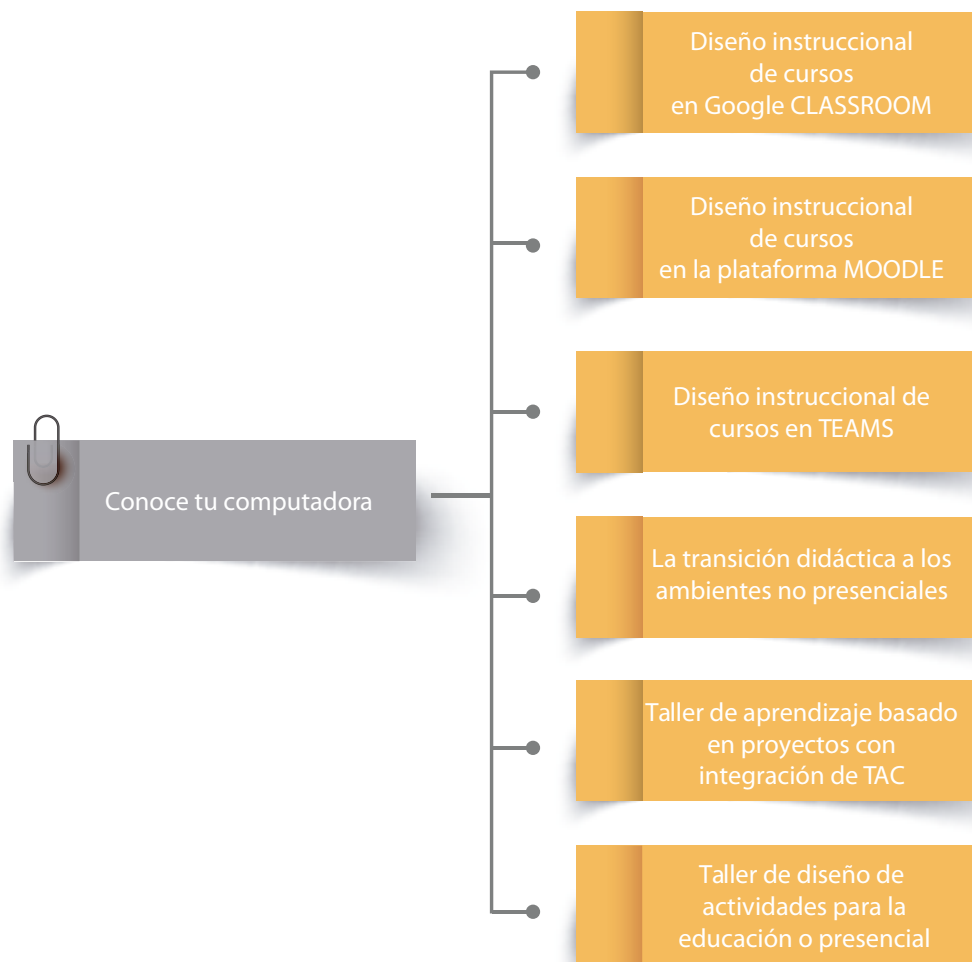 Conoce tu computadora
Diseño instruccional
de cursos
en Google CLASSROOM
Diseño instruccional
de cursos
en la plataforma MOODLE
Diseño instruccional de
cursos en TEAMS
La transición didáctica a los
ambientes no presenciales
Taller de aprendizaje basado
en proyectos con
integración de TAC
Taller de diseño de
actividades para la
educación o presencial